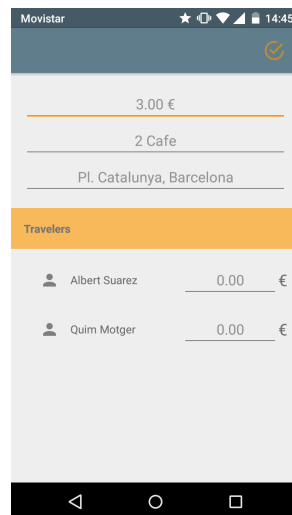 Movistar 14:45
3.00 €
2 Cafe
Pl. Catalunya, Barcelona
Travelers
Albert Suarez 0.00 €
Quim Motger 0.00 €